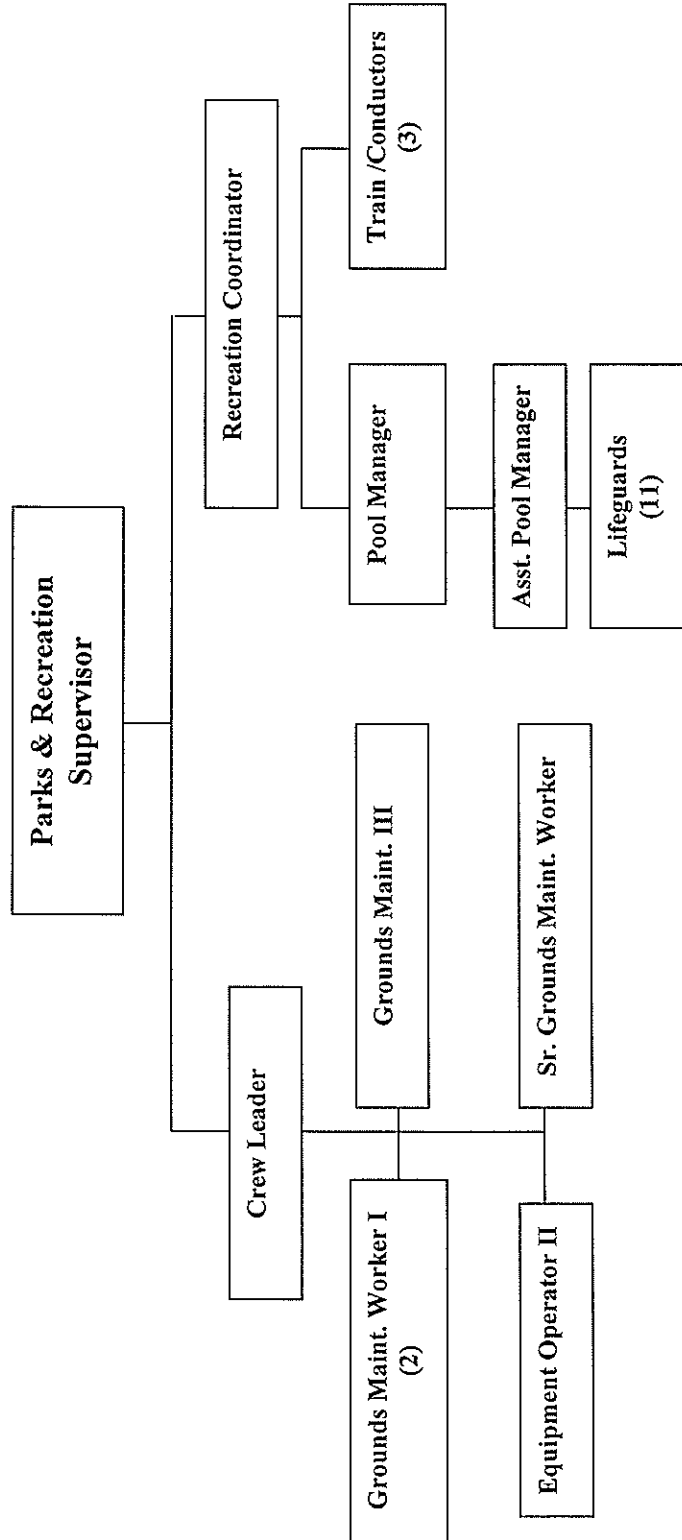 Parks & Recreation
Supervisor
Crew Leader
Recreation Coordinator
Grounds Maint. Worker I
(2)
Grounds Maint. III
Pool Manager
Train /Conductors
(3)
Equipment Operator II
Sr. Grounds Maint. Worker
Asst. Pool Manager
Lifeguards
(11)